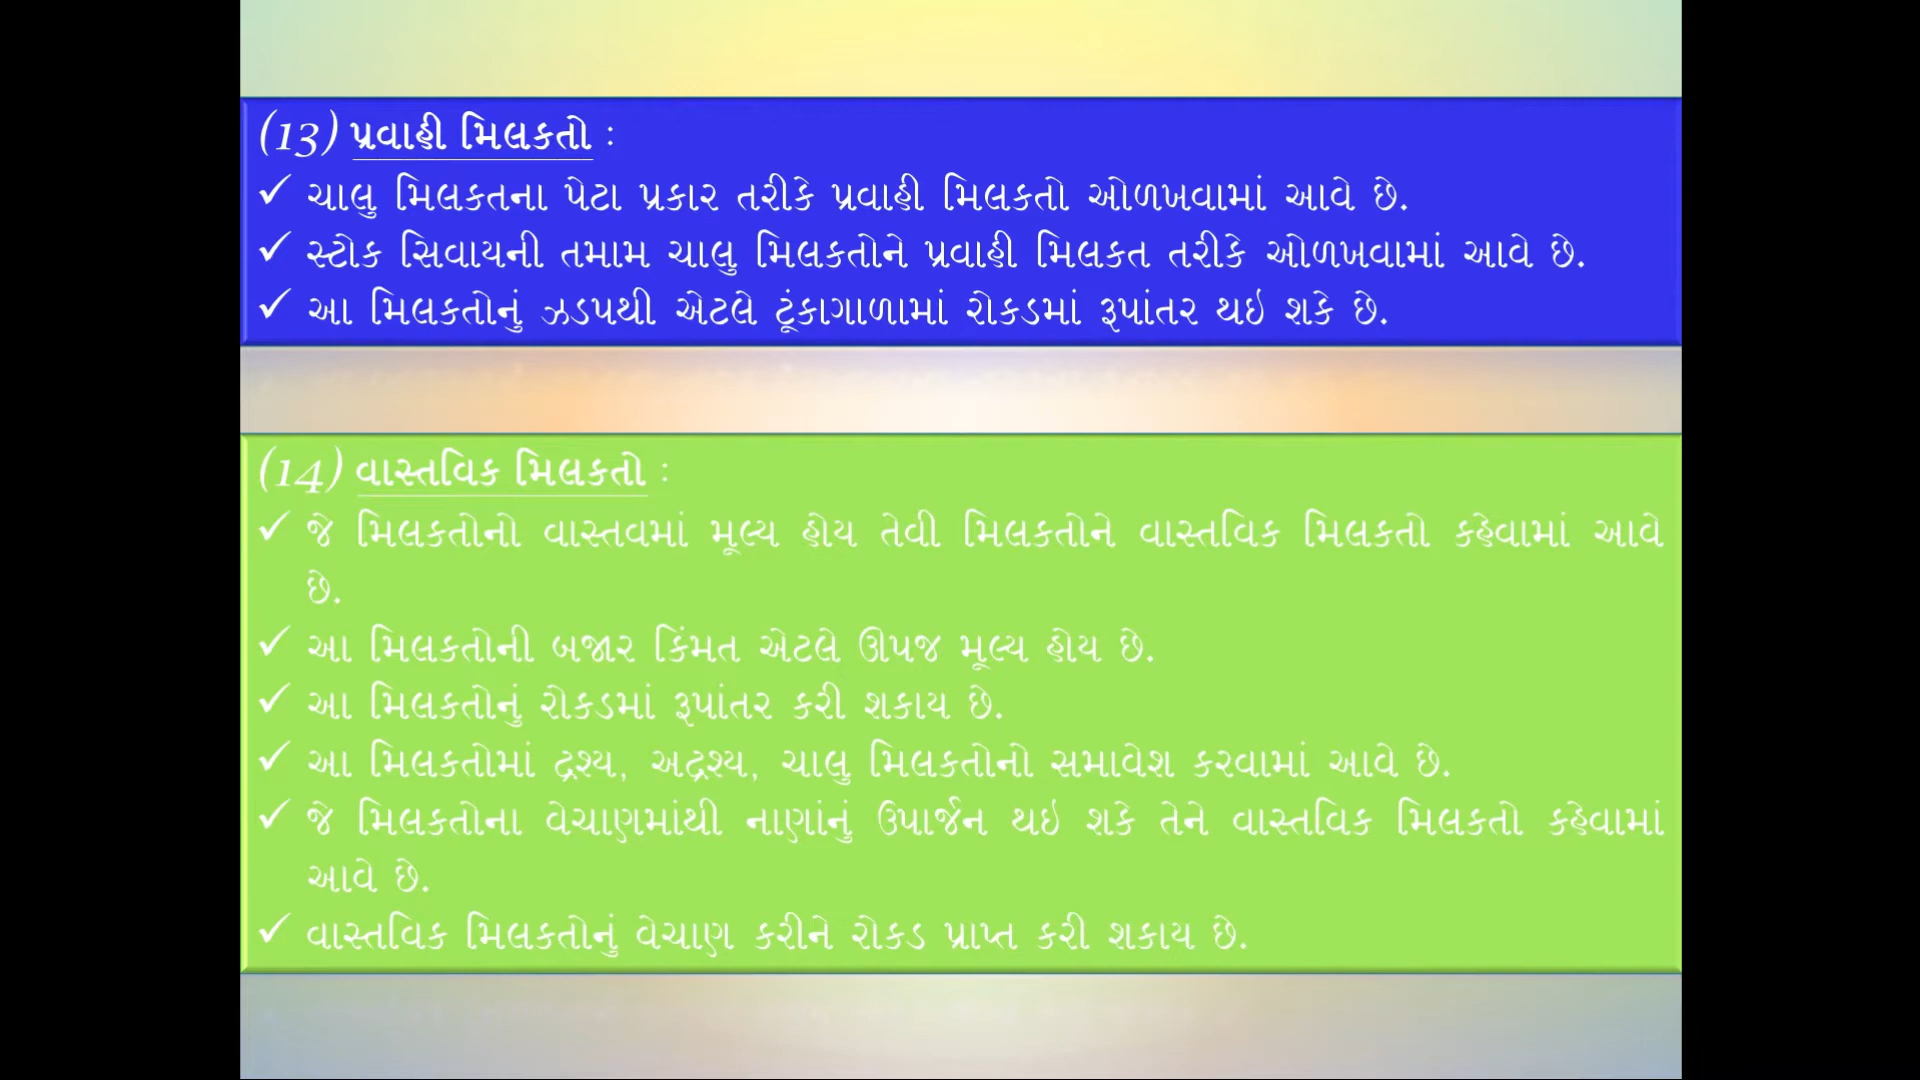 (13) પ્રવાહી મિલકતો :
✓ ચાલુ મિલકતના પેટા પ્રકાર તરીકે પ્રવાહી મિલકતો ઓળખવામાં આવે છે.
✓ સ્ટોક સિવાયની તમામ ચાલુ મિલકતોને પ્રવાહી મિલકત તરીકે ઓળખવામાં આવે છે.
✓ આ મિલકતોનું ઝડપથી એટલે ટૂંકાગાળામાં રોકડમાં રૂપાંતર થઇ શકે છે.
(14) વાસ્તવિક મિલકતો :
✓ જે મિલકતોનો વાસ્તવમાં મૂલ્ય હોય તેવી મિલકતોને વાસ્તવિક મિલકતો કહેવામાં આવે
છે.
✓ આ મિલકતોની બજાર કિંમત એટલે ઊપજ મૂલ્ય હોય છે.
✓ આ મિલકતોનું રોકડમાં રૂપાંતર કરી શકાય છે.
✓ આ મિલકતોમાં દ્રશ્ય, અદ્રશ્ય, ચાલુ મિલકતોનો સમાવેશ કરવામાં આવે છે.
✓ જે મિલકતોના વેચાણમાંથી નાણાંનું ઉપાર્જન થઇ શકે તેને વાસ્તવિક મિલકતો કહેવામાં
આવે છે.
✓ વાસ્તવિક મિલકતોનું વેચાણ કરીને રોકડ પ્રાપ્ત કરી શકાય છે.